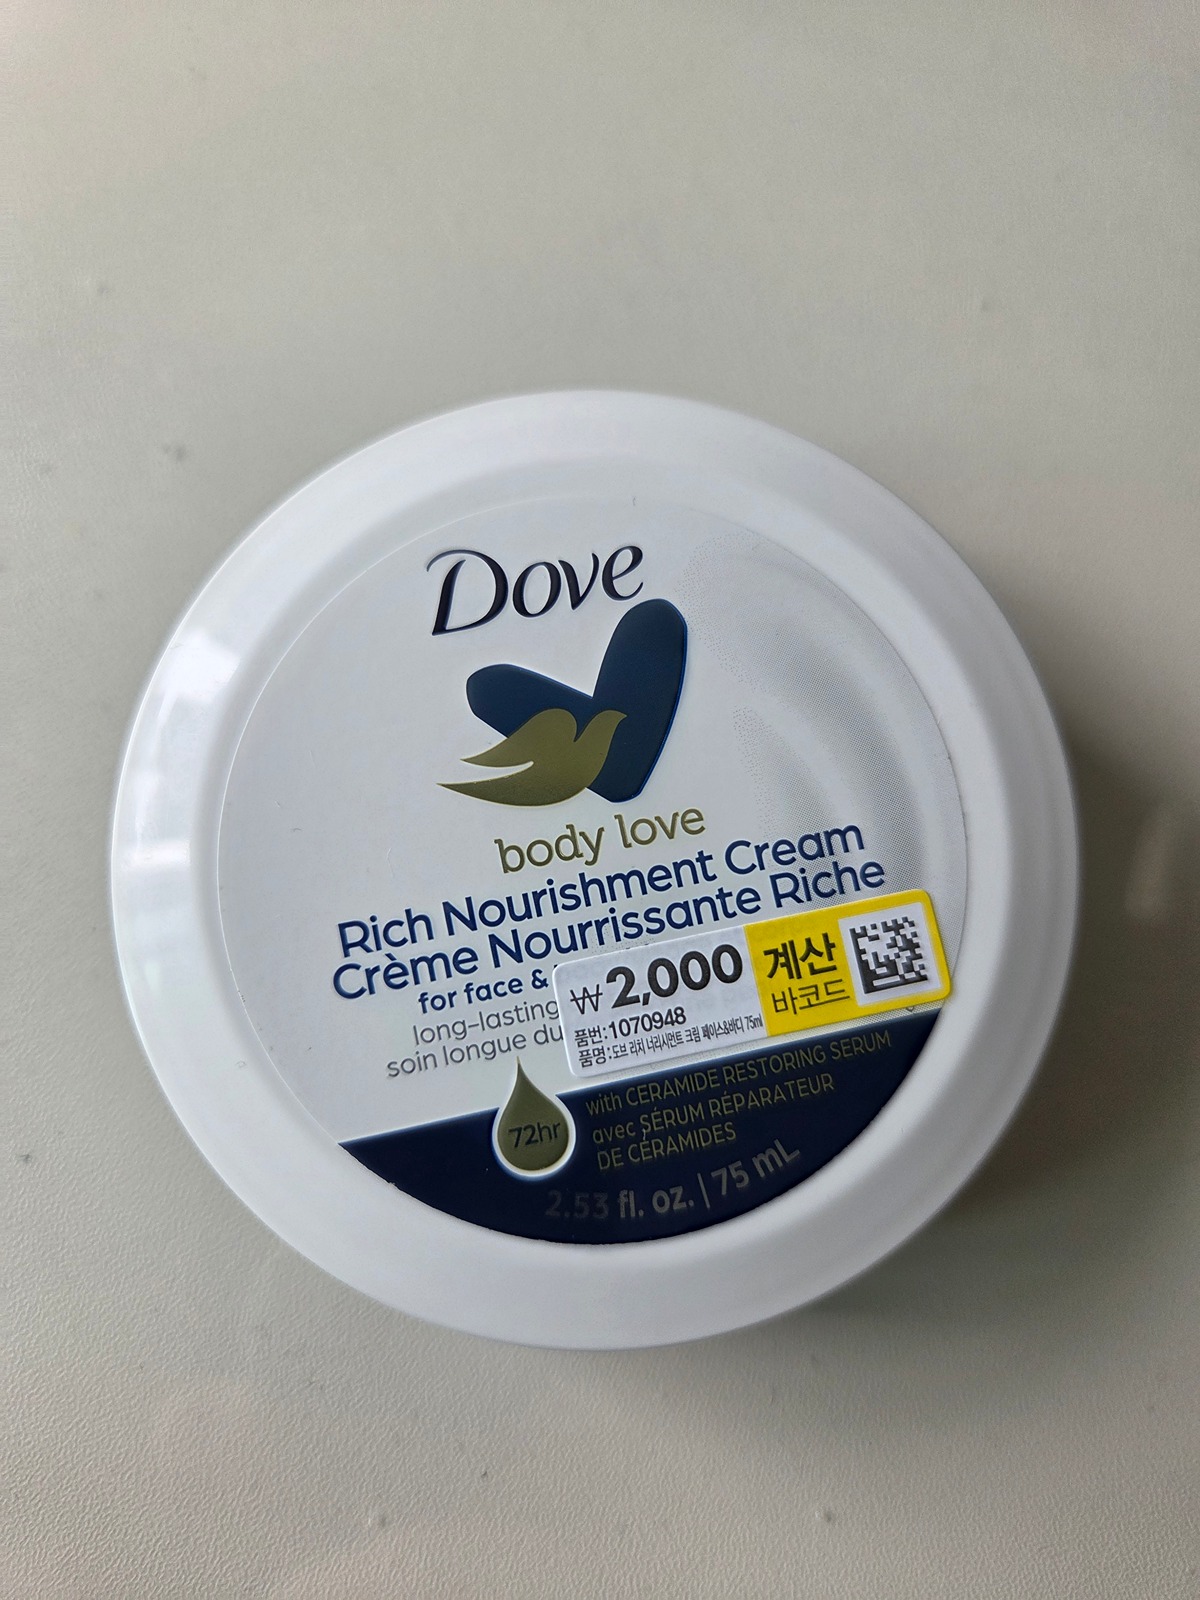 Dove
body love
Rich Nourishment Cream
Crème Nourrissante Riche
for face &
long-lasting
soin longue du
₩2,000
계산
바코드
품번:1070948
품명:도브 리치 너리시먼트 크림 페이스&바디 75ml
72hr
with CERAMIDE RESTORING SERUM
avec SÉRUM RÉPARATEUR
DE CÉRAMIDES
2.53 fl. oz. | 75 mL